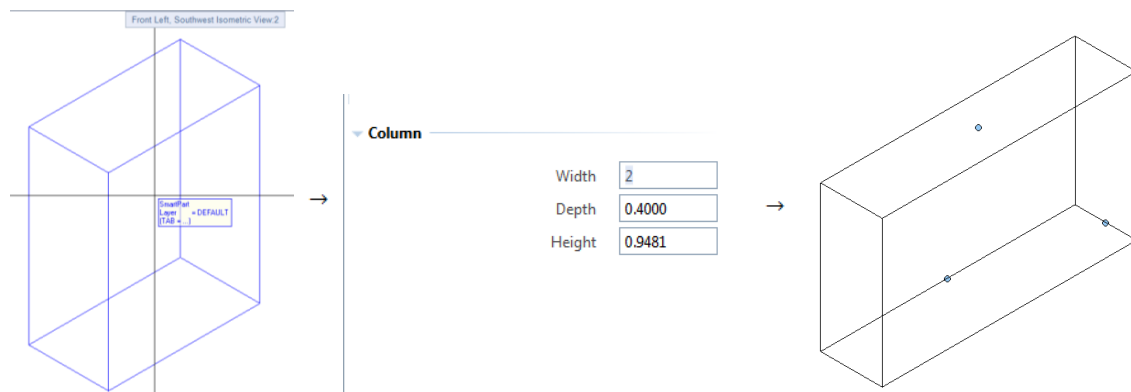 Front Left, Southwest Isometric View:2
SmartPart
Layer = DEFAULT
(TAB = ...)
→
Column
Width 2
Depth 0.4000
Height 0.9481
→